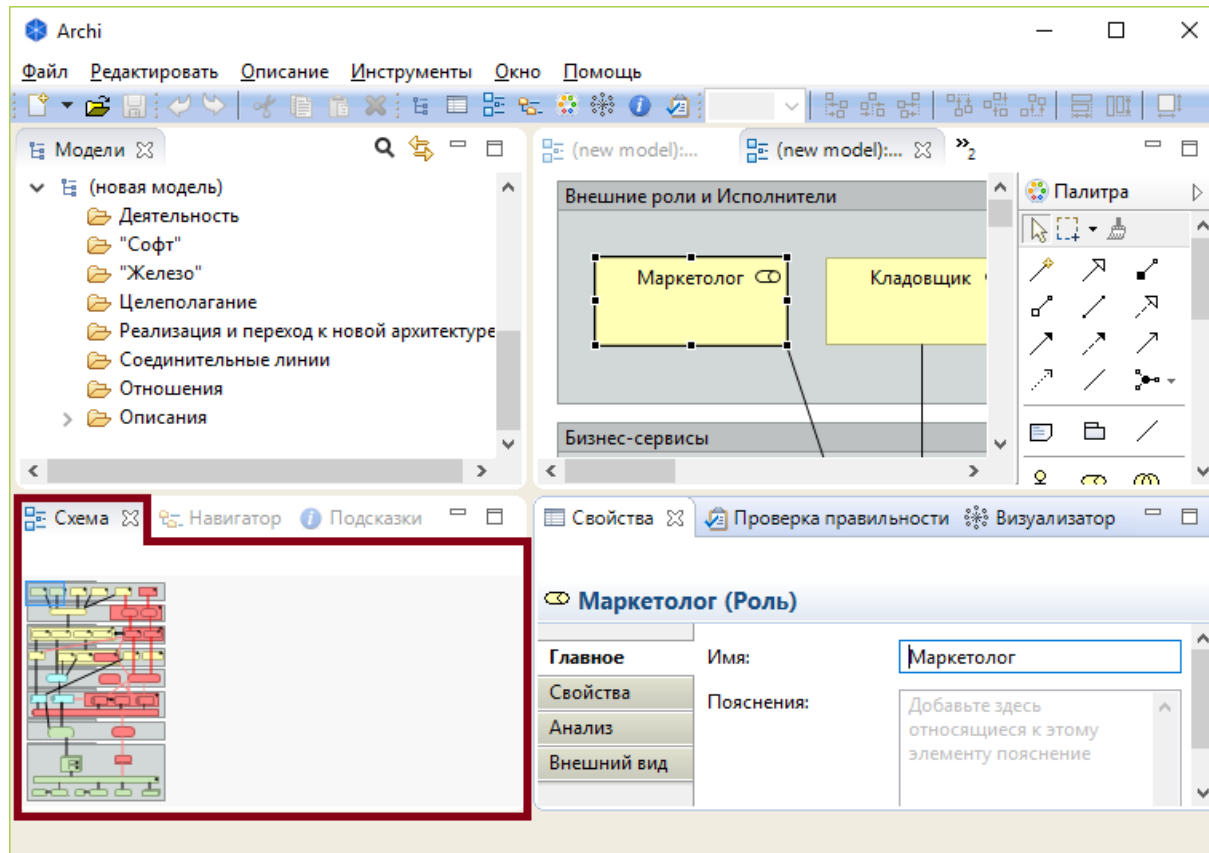 Archi
Файл Редактировать Описание Инструменты Окно Помощь
Модели
(новая модель)
Деятельность
"Софт"
"Железо"
Целеполагание
Реализация и переход к новой архитектуре
Соединительные линии
Отношения
Описания
(new model):...
(new model):...
»2
Внешние роли и Исполнители
Маркетолог
Кладовщик
Бизнес-сервисы
Палитра
Схема Навигатор Подсказки
Свойства Проверка правильности Визуализатор
Маркетолог (Роль)
Главное
Свойства
Анализ
Внешний вид
Имя: Маркетолог
Пояснения: Добавьте здесь
относящиеся к этому
элементу пояснение